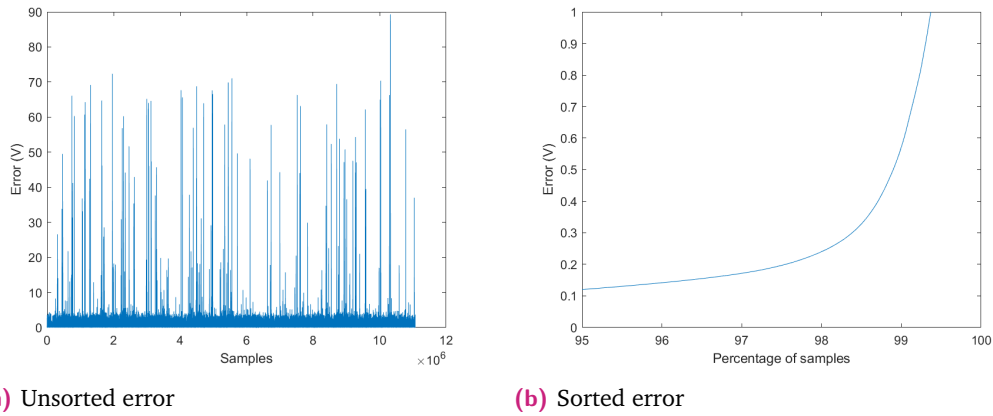 90
80
70
60
50
40
30
20
10
0
Error (V)
0 2 4 6 8 10 12
Samples
×10^6
1
0.9
0.8
0.7
0.6
0.5
0.4
0.3
0.2
0.1
0
Error (V)
95 96 97 98 99 100
Percentage of samples
) Unsorted error
(b) Sorted error